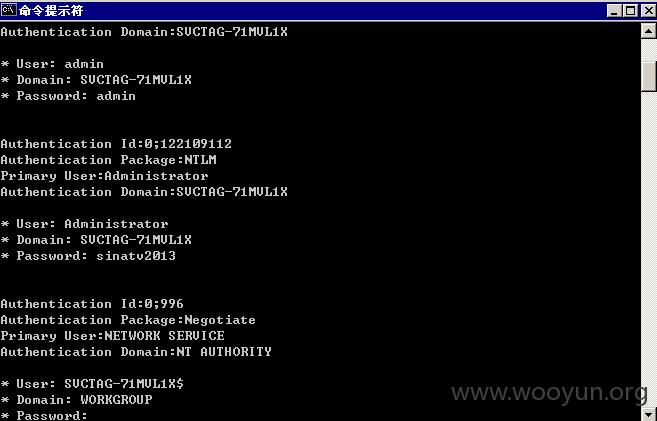 命令提示符
Authentication Domain:SVCTAG-71MVL1X
* User: admin
* Domain: SVCTAG-71MVL1X
* Password: admin
Authentication Id:0;122109112
Authentication Package:NTLM
Primary User:Administrator
Authentication Domain:SVCTAG-71MVL1X
* User: Administrator
* Domain: SVCTAG-71MVL1X
* Password: sinatv2013
Authentication Id:0;996
Authentication Package:Negotiate
Primary User:NETWORK SERVICE
Authentication Domain:NT AUTHORITY
* User: SVCTAG-71MVL1X$
* Domain: WORKGROUP
* Password:
www.wooyun.org